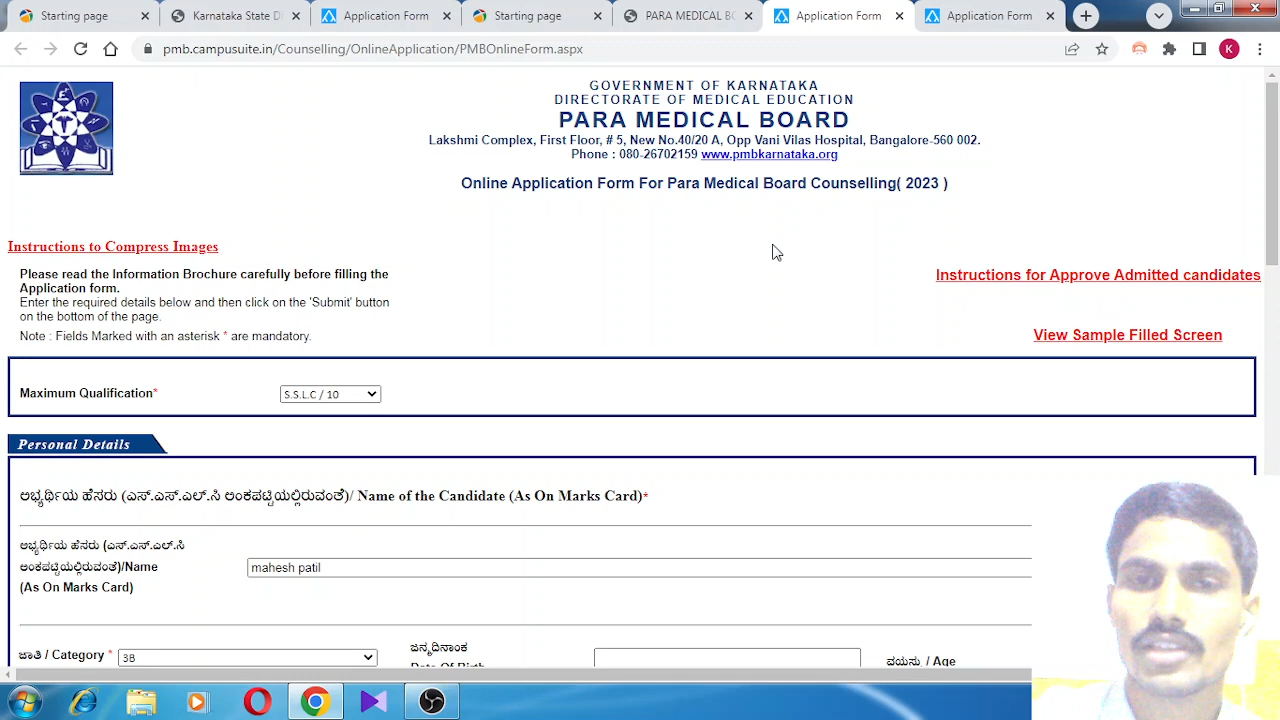 Starting page
Karnataka State D
Application Form
Starting page
PARA MEDICAL BO
Application Form
Application Form
pmb.campusuite.in/Counselling/OnlineApplication/PMBOnlineForm.aspx
K
GOVERNMENT OF KARNATAKA
DIRECTORATE OF MEDICAL EDUCATION
PARA MEDICAL BOARD
Lakshmi Complex, First Floor, # 5, New No.40/20 A, Opp Vani Vilas Hospital, Bangalore-560 002.
Phone : 080-26702159 www.pmbkarnataka.org
Online Application Form For Para Medical Board Counselling( 2023 )
Instructions to Compress Images
Please read the Information Brochure carefully before filling the
Application form.
Enter the required details below and then click on the 'Submit' button
on the bottom of the page.
Note : Fields Marked with an asterisk * are mandatory.
Instructions for Approve Admitted candidates
View Sample Filled Screen
Maximum Qualification*
S.S.L.C / 10
Personal Details
ಅಭ್ಯರ್ಥಿಯ ಹೆಸರು (ಎಸ್.ಎಸ್.ಎಲ್.ಸಿ ಅಂಕಪಟ್ಟಿಯಲ್ಲಿರುವಂತೆ)/ Name of the Candidate (As On Marks Card)*
ಅಭ್ಯರ್ಥಿಯ ಹೆಸರು (ಎಸ್.ಎಸ್.ಎಲ್.ಸಿ
ಅಂಕಪಟ್ಟಿಯಲ್ಲಿರುವಂತೆ)/Name
(As On Marks Card)
mahesh patil
ಜಾತಿ / Category *
3B
ಜನ್ಮದಿನಾಂಕ
Date Of Birth
ವಯಸು / Age